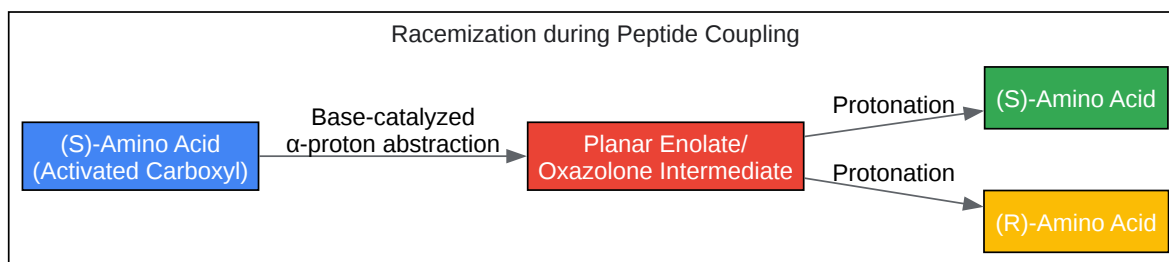 Racemization during Peptide Coupling
(S)-Amino Acid
(Activated Carboxyl)
Base-catalyzed
α-proton abstraction
Planar Enolate/
Oxazolone Intermediate
Protonation
(S)-Amino Acid
Protonation
(R)-Amino Acid